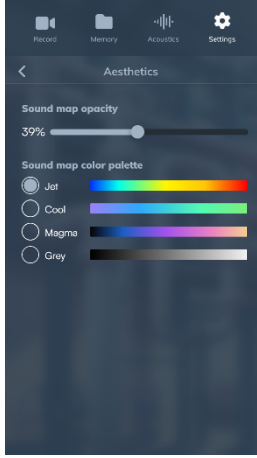 Record Memory Acoustics Settings
Aesthetics
Sound map opacity
39%
Sound map color palette
Jet
Cool
Magma
Grey